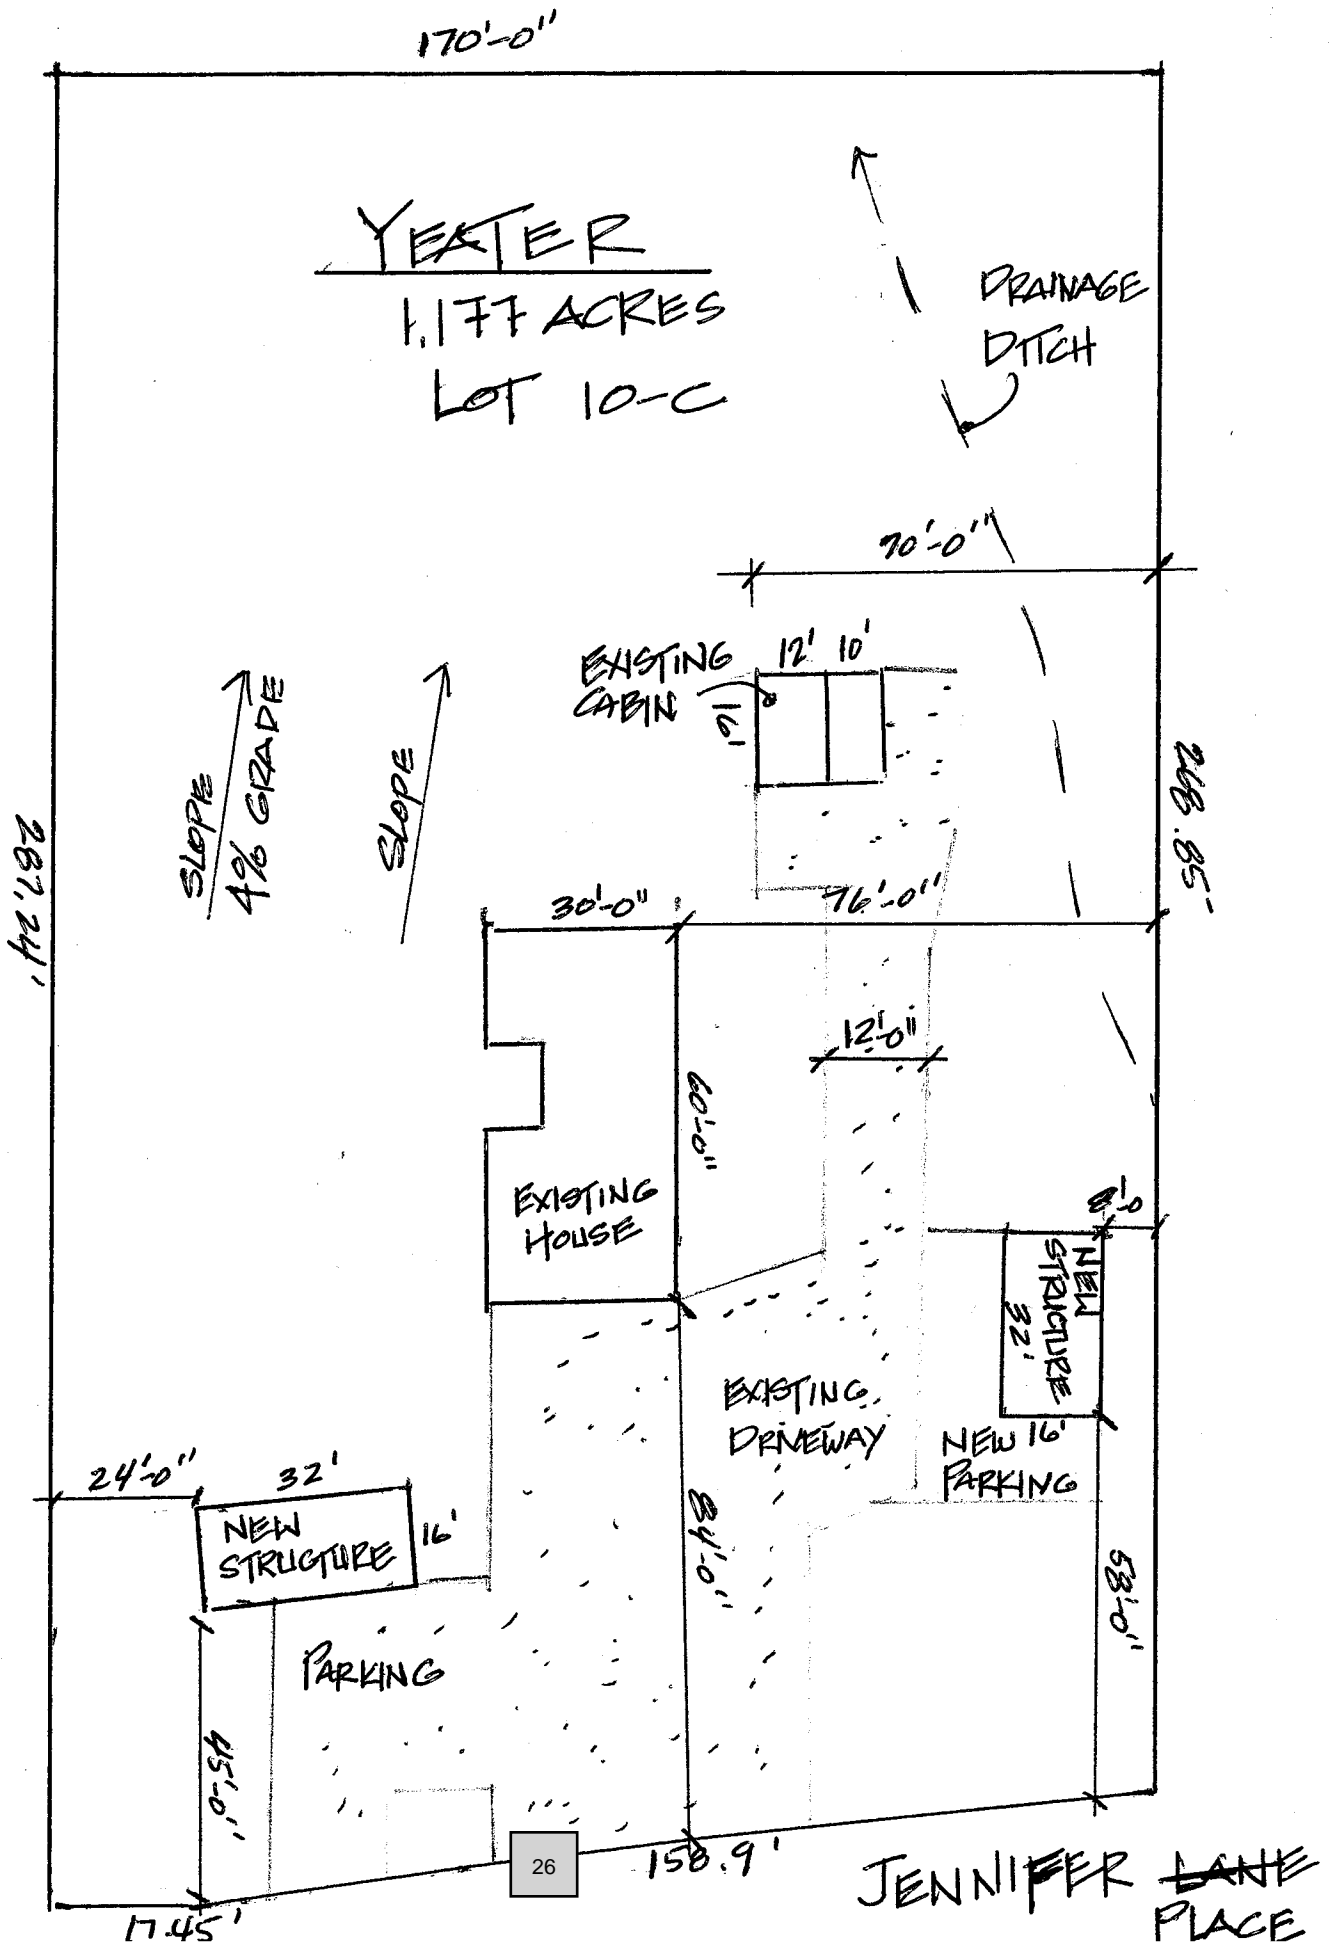 170'-0"
YEATER
1.177 ACRES
LOT 10-C
DRAINAGE
DITCH
70'-0"
EXISTING
CABIN
12' 10'
16'
SLOPE
4% GRADE
SLOPE
287.24'
268.85-
30'-0"
76'-0"
12'-0"
60'-0"
EXISTING
HOUSE
8'-0
NEW
STRUCTURE
32'
16'
EXISTING
DRIVEWAY
NEW
PARKING
24'-0"
32'
NEW
STRUCTURE
16'
84'-0"
58'-0"
PARKING
45'-0"
26
158.9'
17.45'
JENNIFER LANE
PLACE